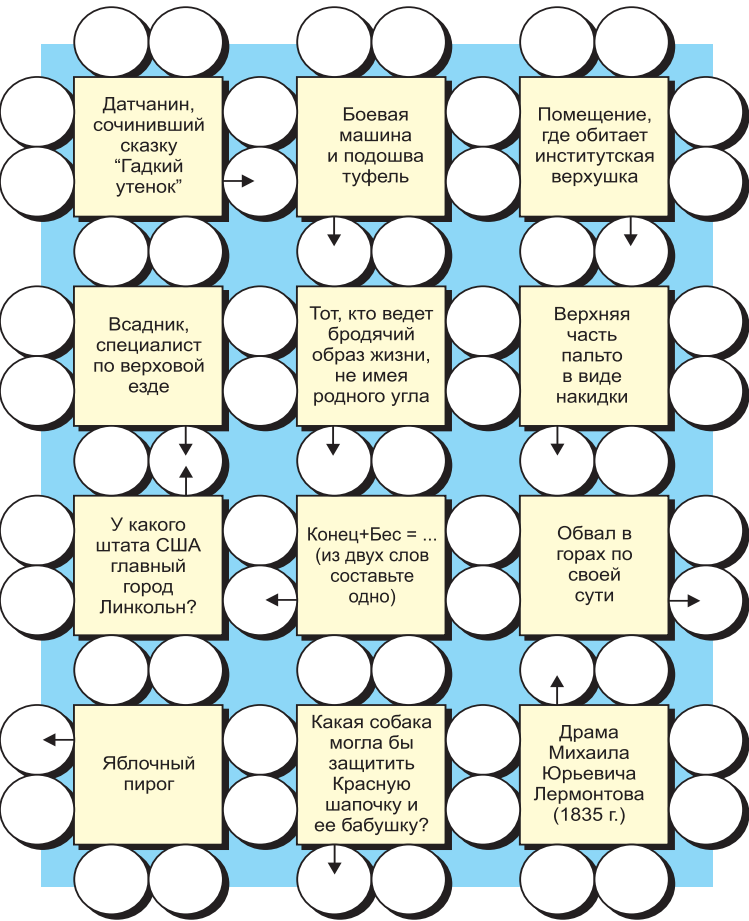 Датчанин,
сочинивший
сказку
“Гадкий
утенок”
Боевая
машина
и подошва
туфель
Помещение,
где обитает
институтская
верхушка
Всадник,
специалист
по верховой
езде
Тот, кто ведет
бродячий
образ жизни,
не имея
родного угла
Верхняя
часть
пальто
в виде
накидки
У какого
штата США
главный
город
Линкольн?
Конец+Бес = ...
(из двух слов
составьте
одно)
Обвал в
горах по
своей
сути
Яблочный
пирог
Какая собака
могла бы
защитить
Красную
шапочку и
ее бабушку?
Драма
Михаила
Юрьевича
Лермонтова
(1835 г.)